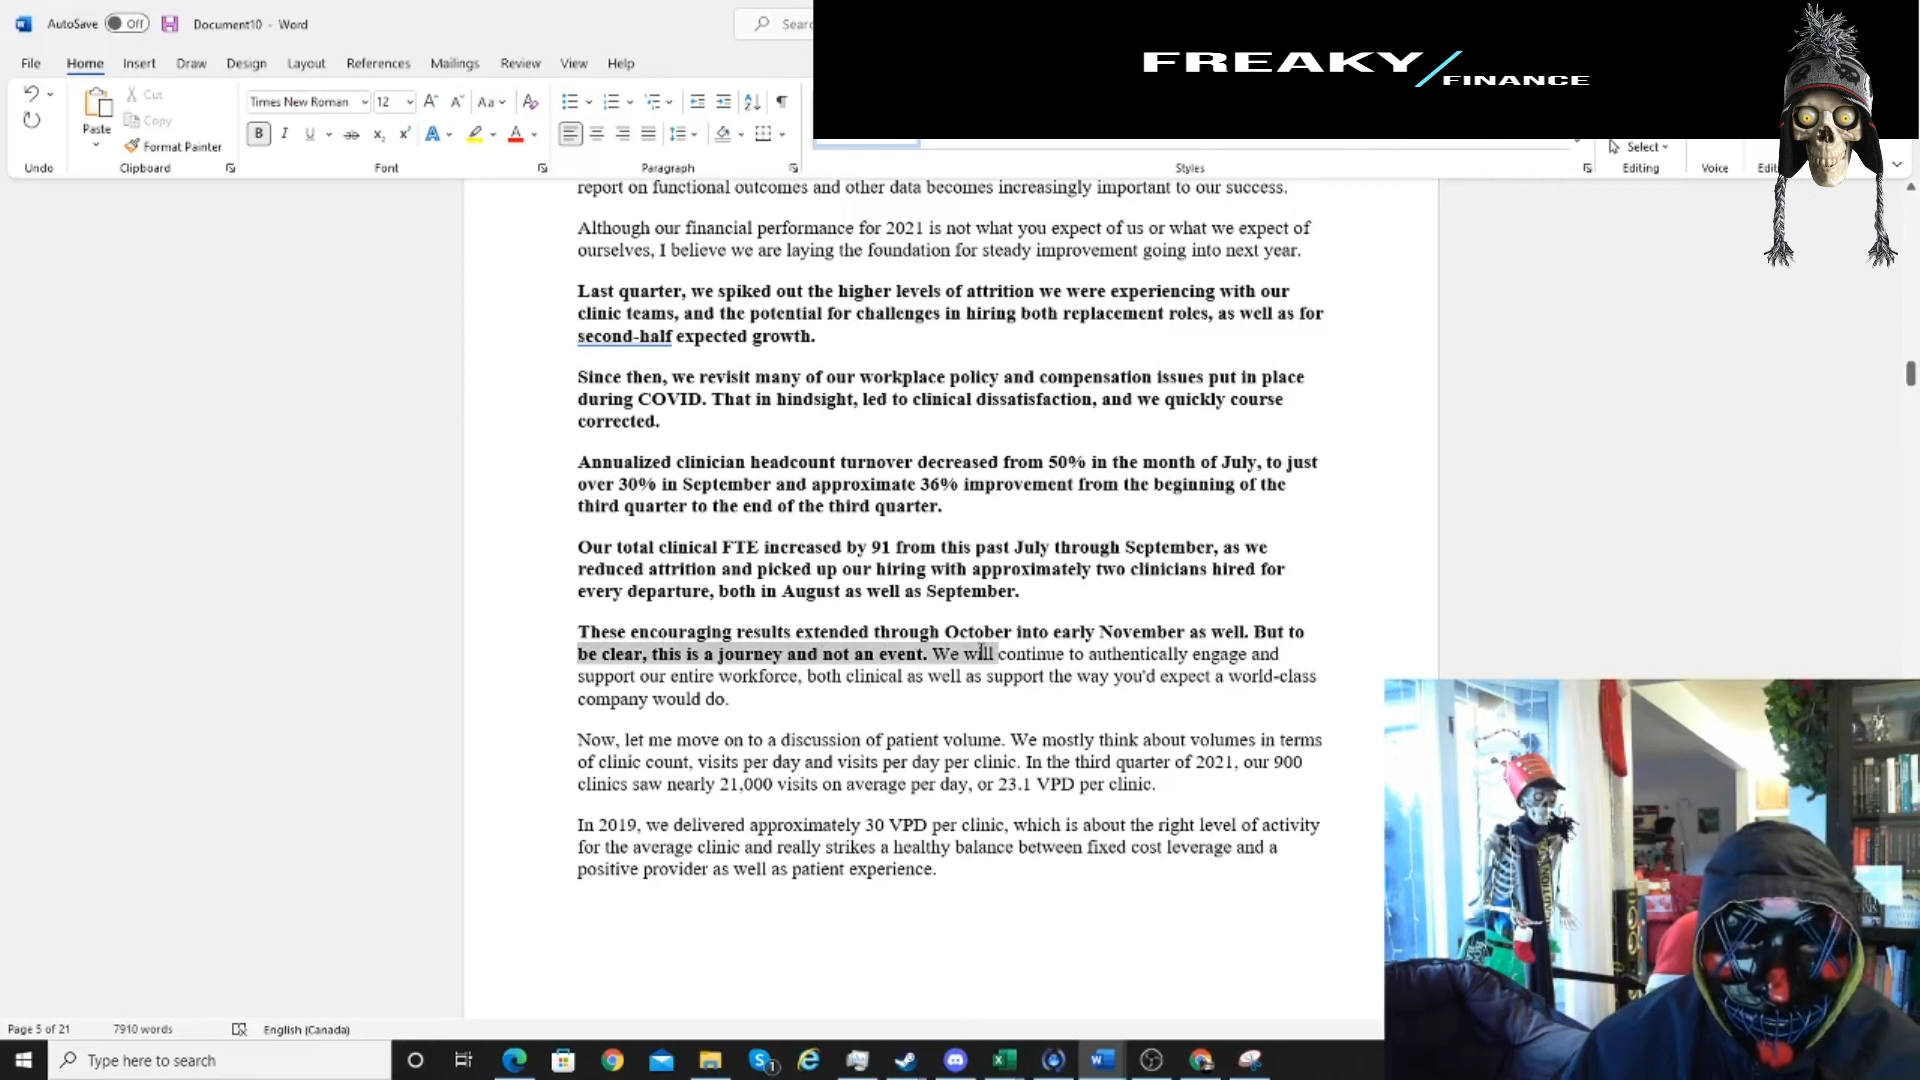 AutoSave Off Document10 - Word Sear
FREAKY/FINANCE
File Home Insert Draw Design Layout References Mailings Review View Help
Times New Roman 12 Aa
Paste Cut
Copy
Format Painter
B I U ab x₂ x² A A
Select
Undo Clipboard Font Paragraph Styles Editing Voice Edit
report on functional outcomes and other data becomes increasingly important to our success.
Although our financial performance for 2021 is not what you expect of us or what we expect of
ourselves, I believe we are laying the foundation for steady improvement going into next year.
Last quarter, we spiked out the higher levels of attrition we were experiencing with our
clinic teams, and the potential for challenges in hiring both replacement roles, as well as for
second-half expected growth.
Since then, we revisit many of our workplace policy and compensation issues put in place
during COVID. That in hindsight, led to clinical dissatisfaction, and we quickly course
corrected.
Annualized clinician headcount turnover decreased from 50% in the month of July, to just
over 30% in September and approximate 36% improvement from the beginning of the
third quarter to the end of the third quarter.
Our total clinical FTE increased by 91 from this past July through September, as we
reduced attrition and picked up our hiring with approximately two clinicians hired for
every departure, both in August as well as September.
These encouraging results extended through October into early November as well. But to
be clear, this is a journey and not an event. We will continue to authentically engage and
support our entire workforce, both clinical as well as support the way you'd expect a world-class
company would do.
Now, let me move on to a discussion of patient volume. We mostly think about volumes in terms
of clinic count, visits per day and visits per day per clinic. In the third quarter of 2021, our 900
clinics saw nearly 21,000 visits on average per day, or 23.1 VPD per clinic.
In 2019, we delivered approximately 30 VPD per clinic, which is about the right level of activity
for the average clinic and really strikes a healthy balance between fixed cost leverage and a
positive provider as well as patient experience.
Page 5 of 21 7910 words English (Canada)
Type here to search